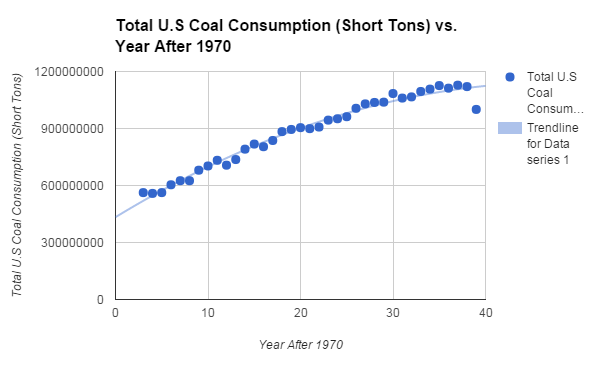 Total U.S Coal Consumption (Short Tons) vs.
Year After 1970
Total U.S Coal Consumption (Short Tons)
1200000000
900000000
600000000
300000000
0
0
10
20
30
40
Year After 1970
Total U.S
Coal
Consum…
Trendline
for Data
series 1